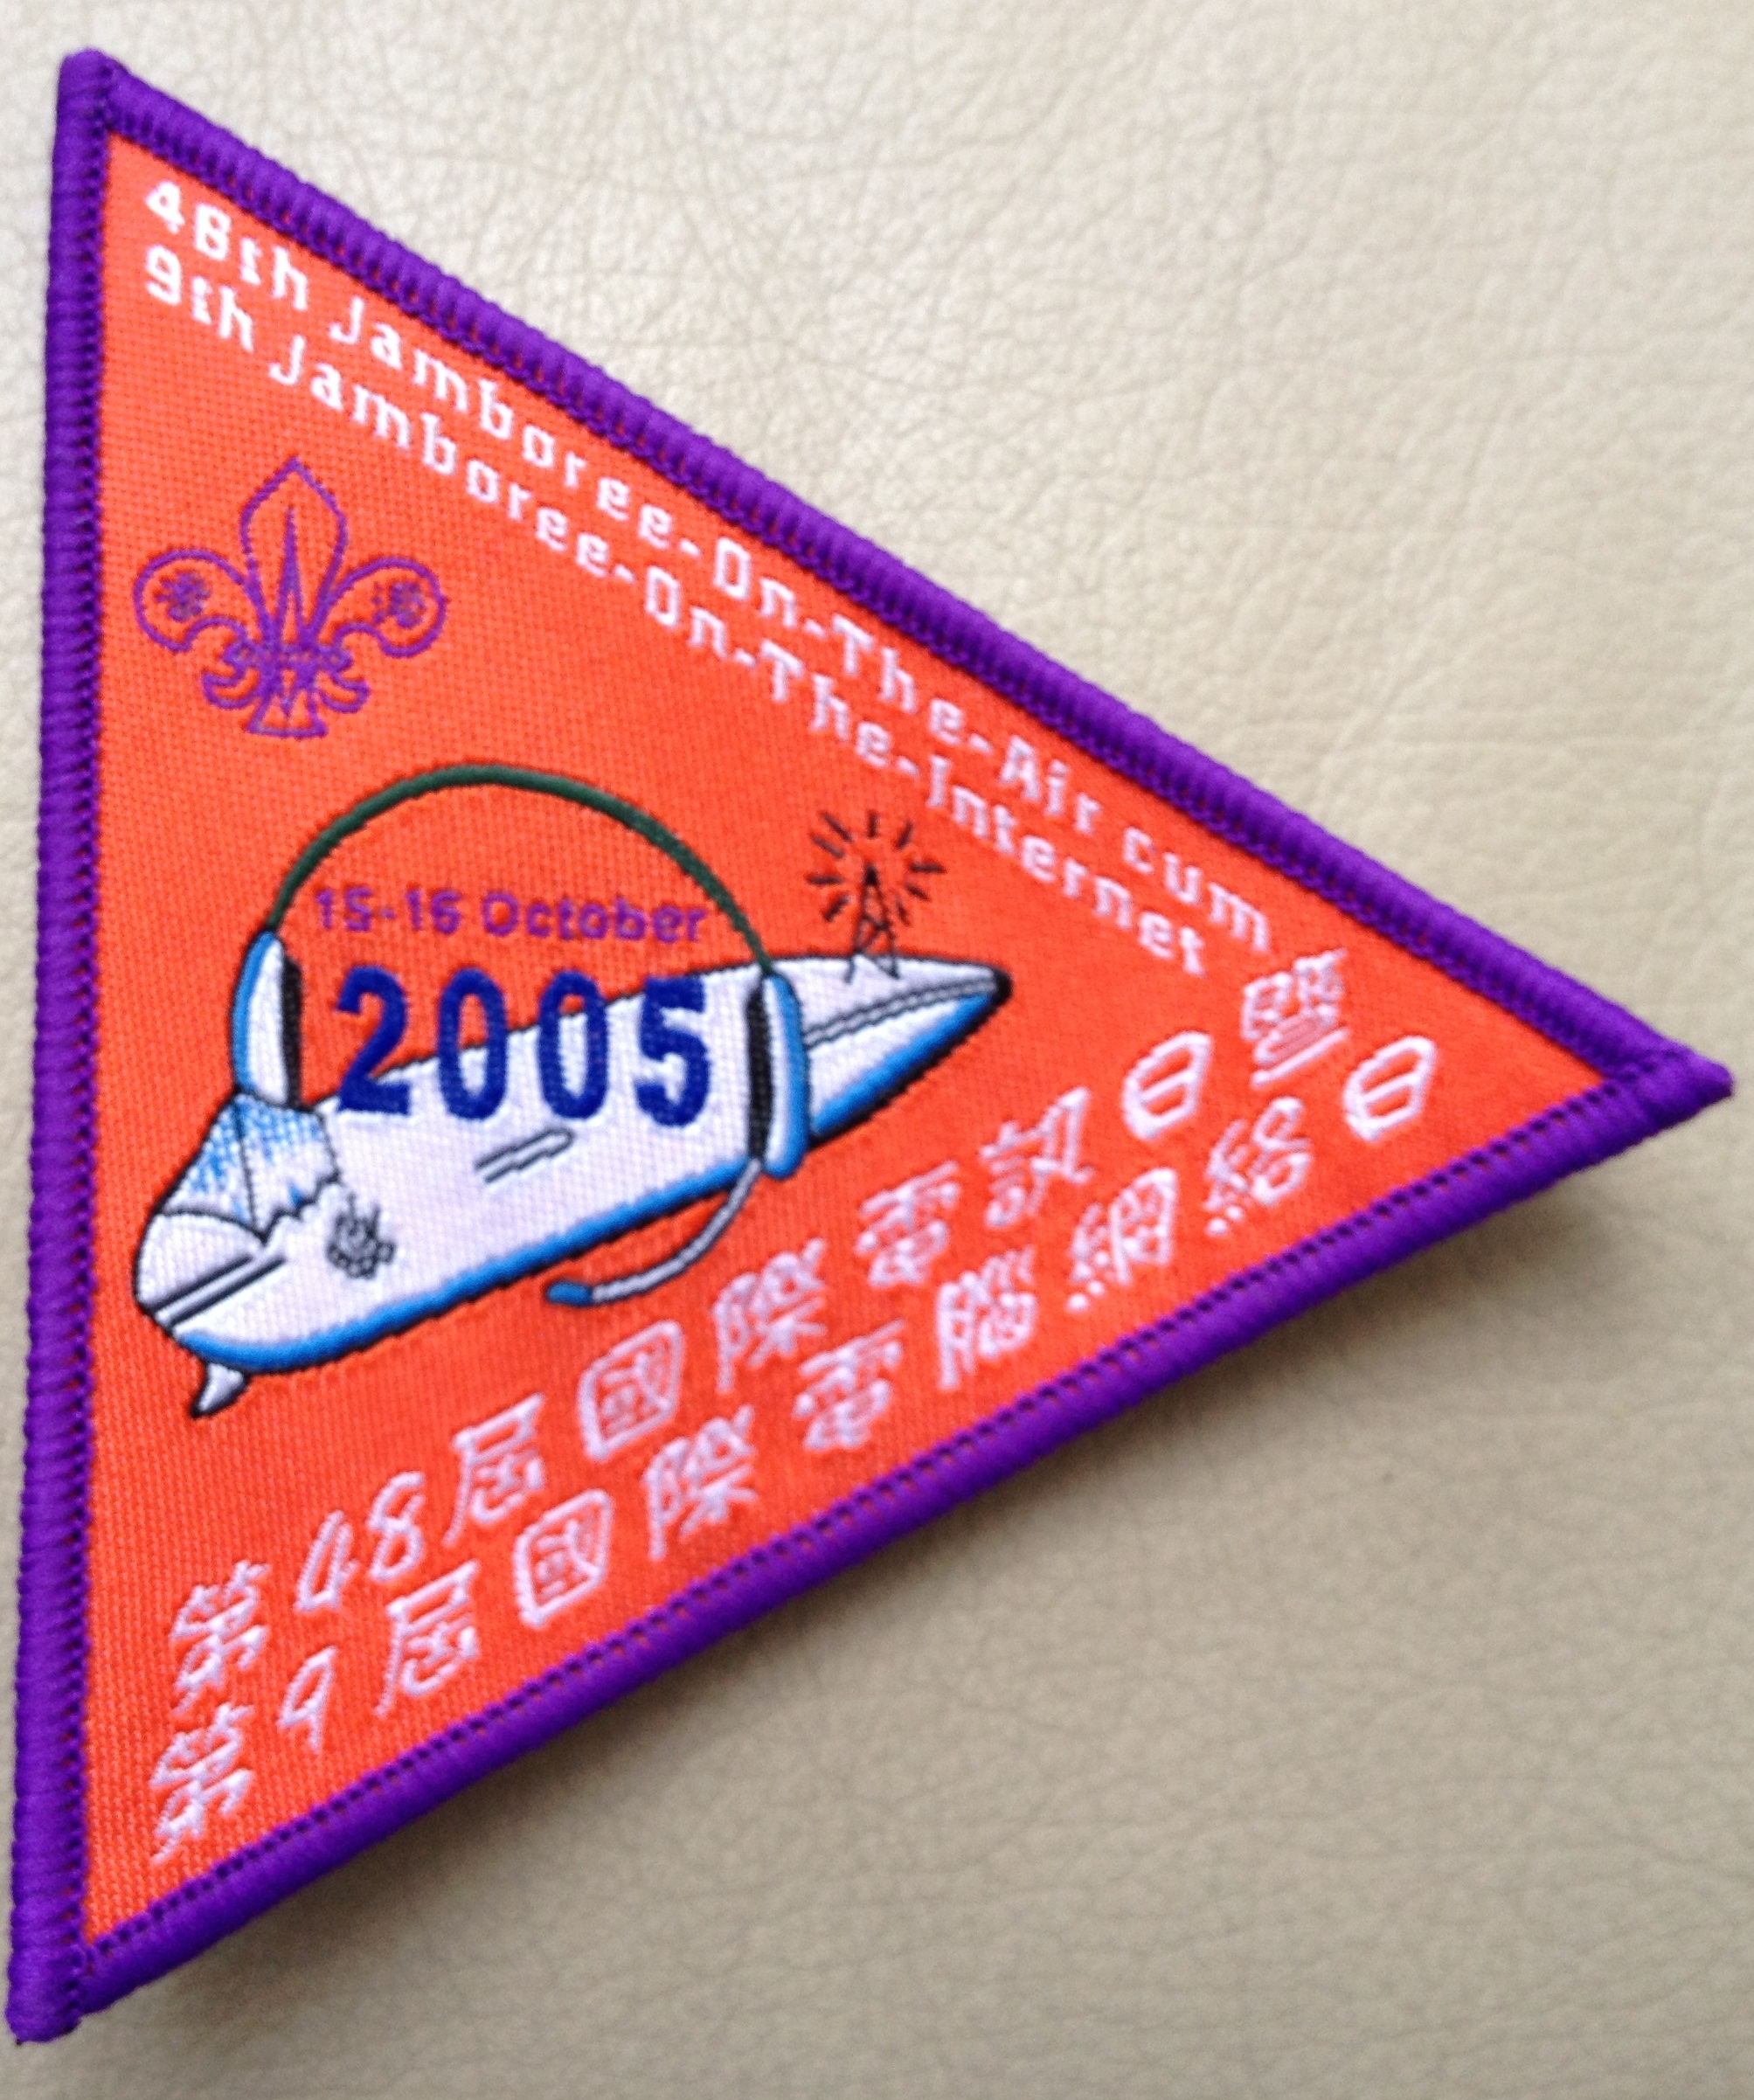 48th Jamboree-On-The-Air cum
9th Jamboree-On-The-Internet
15-16 October
2005
第48屆國際電訊日暨
第9屆國際電腦網絡日